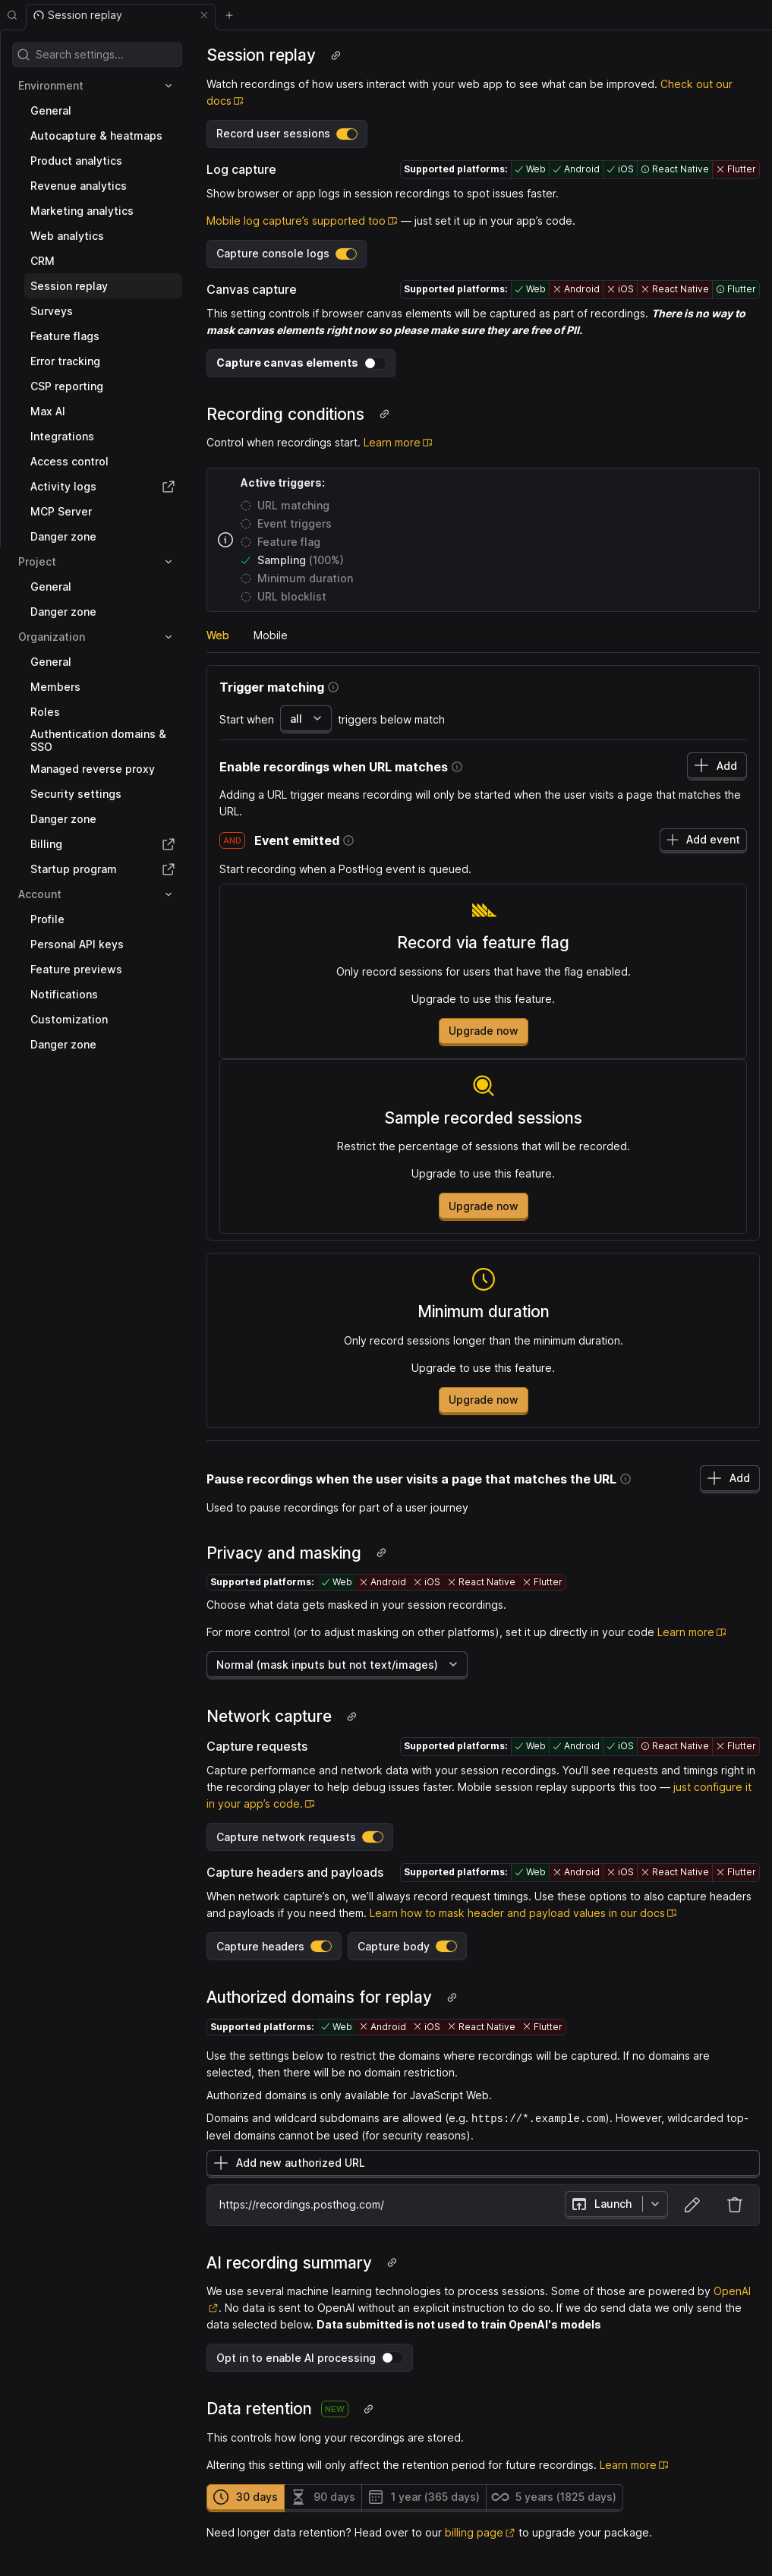 Session replay
Search settings...
Environment
General
Autocapture & heatmaps
Product analytics
Revenue analytics
Marketing analytics
Web analytics
CRM
Session replay
Surveys
Feature flags
Error tracking
CSP reporting
Max AI
Integrations
Access control
Activity logs
MCP Server
Danger zone
Project
General
Danger zone
Organization
General
Members
Roles
Authentication domains &
SSO
Managed reverse proxy
Security settings
Danger zone
Billing
Startup program
Account
Profile
Personal API keys
Feature previews
Notifications
Customization
Danger zone
Session replay
Watch recordings of how users interact with your web app to see what can be improved. Check out our
docs
Record user sessions
Log capture
Supported platforms: Web Android iOS React Native Flutter
Show browser or app logs in session recordings to spot issues faster.
Mobile log capture's supported too — just set it up in your app's code.
Capture console logs
Canvas capture
Supported platforms: Web Android iOS React Native Flutter
This setting controls if browser canvas elements will be captured as part of recordings. There is no way to
mask canvas elements right now so please make sure they are free of PII.
Capture canvas elements
Recording conditions
Control when recordings start. Learn more
Active triggers:
URL matching
Event triggers
Feature flag
Sampling (100%)
Minimum duration
URL blocklist
Web Mobile
Trigger matching
Start when all triggers below match
Enable recordings when URL matches
Add
Adding a URL trigger means recording will only be started when the user visits a page that matches the
URL.
AND Event emitted
Add event
Start recording when a PostHog event is queued.
Record via feature flag
Only record sessions for users that have the flag enabled.
Upgrade to use this feature.
Upgrade now
Sample recorded sessions
Restrict the percentage of sessions that will be recorded.
Upgrade to use this feature.
Upgrade now
Minimum duration
Only record sessions longer than the minimum duration.
Upgrade to use this feature.
Upgrade now
Pause recordings when the user visits a page that matches the URL
Add
Used to pause recordings for part of a user journey
Privacy and masking
Supported platforms: Web Android iOS React Native Flutter
Choose what data gets masked in your session recordings.
For more control (or to adjust masking on other platforms), set it up directly in your code Learn more
Normal (mask inputs but not text/images)
Network capture
Capture requests
Supported platforms: Web Android iOS React Native Flutter
Capture performance and network data with your session recordings. You'll see requests and timings right in
the recording player to help debug issues faster. Mobile session replay supports this too — just configure it
in your app's code.
Capture network requests
Capture headers and payloads
Supported platforms: Web Android iOS React Native Flutter
When network capture's on, we'll always record request timings. Use these options to also capture headers
and payloads if you need them. Learn how to mask header and payload values in our docs
Capture headers Capture body
Authorized domains for replay
Supported platforms: Web Android iOS React Native Flutter
Use the settings below to restrict the domains where recordings will be captured. If no domains are
selected, then there will be no domain restriction.
Authorized domains is only available for JavaScript Web.
Domains and wildcard subdomains are allowed (e.g. https://*.example.com). However, wildcarded top-
level domains cannot be used (for security reasons).
Add new authorized URL
https://recordings.posthog.com/
Launch
AI recording summary
We use several machine learning technologies to process sessions. Some of those are powered by OpenAI
. No data is sent to OpenAI without an explicit instruction to do so. If we do send data we only send the
data selected below. Data submitted is not used to train OpenAI's models
Opt in to enable AI processing
Data retention NEW
This controls how long your recordings are stored.
Altering this setting will only affect the retention period for future recordings. Learn more
30 days 90 days 1 year (365 days) 5 years (1825 days)
Need longer data retention? Head over to our billing page to upgrade your package.